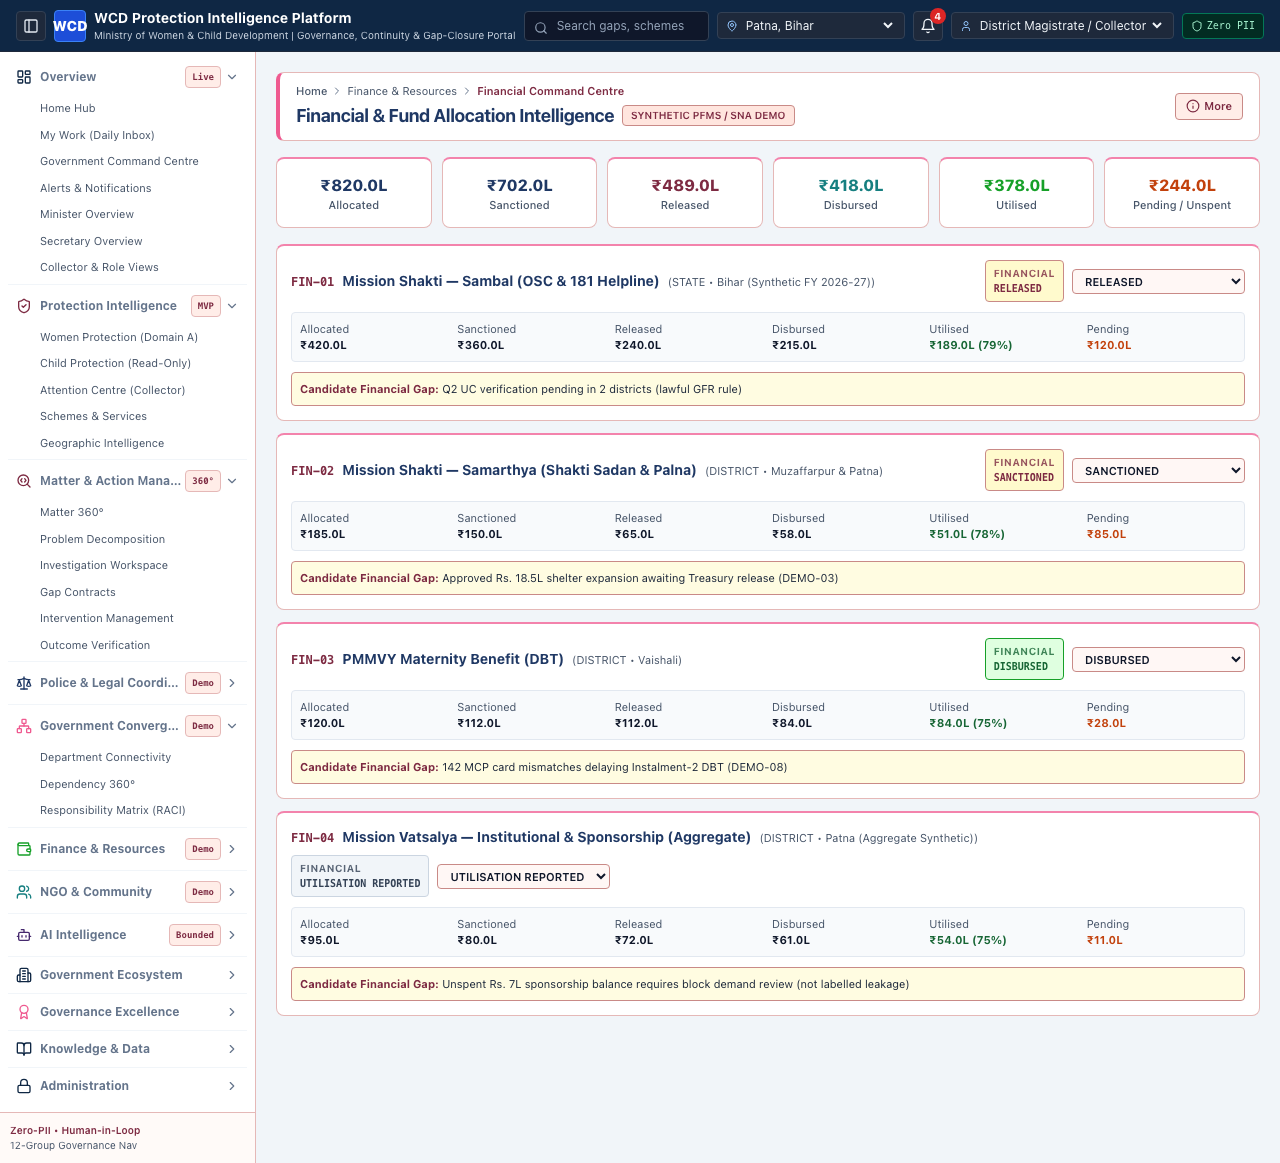 WCD
WCD Protection Intelligence Platform
Ministry of Women & Child Development | Governance, Continuity & Gap-Closure Portal
Search gaps, schemes
Patna, Bihar
4
District Magistrate / Collector
Zero PII
Overview
Live
Home Hub
My Work (Daily Inbox)
Government Command Centre
Alerts & Notifications
Minister Overview
Secretary Overview
Collector & Role Views
Protection Intelligence
MVP
Women Protection (Domain A)
Child Protection (Read-Only)
Attention Centre (Collector)
Schemes & Services
Geographic Intelligence
Matter & Action Mana...
360°
Matter 360°
Problem Decomposition
Investigation Workspace
Gap Contracts
Intervention Management
Outcome Verification
Police & Legal Coordi...
Demo
Government Converg...
Demo
Department Connectivity
Dependency 360°
Responsibility Matrix (RACI)
Finance & Resources
Demo
NGO & Community
Demo
AI Intelligence
Bounded
Government Ecosystem
Governance Excellence
Knowledge & Data
Administration
Zero-PII • Human-in-Loop
12-Group Governance Nav
Home > Finance & Resources > Financial Command Centre
Financial & Fund Allocation Intelligence
SYNTHETIC PFMS / SNA DEMO
More
₹820.0L
Allocated
₹702.0L
Sanctioned
₹489.0L
Released
₹418.0L
Disbursed
₹378.0L
Utilised
₹244.0L
Pending / Unspent
FIN-01 Mission Shakti — Sambal (OSC & 181 Helpline) (STATE • Bihar (Synthetic FY 2026-27))
FINANCIAL
RELEASED
RELEASED
Allocated Sanctioned Released Disbursed Utilised Pending
₹420.0L ₹360.0L ₹240.0L ₹215.0L ₹189.0L (79%) ₹120.0L
Candidate Financial Gap: Q2 UC verification pending in 2 districts (lawful GFR rule)
FIN-02 Mission Shakti — Samarthya (Shakti Sadan & Palna) (DISTRICT • Muzaffarpur & Patna)
FINANCIAL
SANCTIONED
SANCTIONED
Allocated Sanctioned Released Disbursed Utilised Pending
₹185.0L ₹150.0L ₹65.0L ₹58.0L ₹51.0L (78%) ₹85.0L
Candidate Financial Gap: Approved Rs. 18.5L shelter expansion awaiting Treasury release (DEMO-03)
FIN-03 PMMVY Maternity Benefit (DBT) (DISTRICT • Vaishali)
FINANCIAL
DISBURSED
DISBURSED
Allocated Sanctioned Released Disbursed Utilised Pending
₹120.0L ₹112.0L ₹112.0L ₹84.0L ₹84.0L (75%) ₹28.0L
Candidate Financial Gap: 142 MCP card mismatches delaying Instalment-2 DBT (DEMO-08)
FIN-04 Mission Vatsalya — Institutional & Sponsorship (Aggregate) (DISTRICT • Patna (Aggregate Synthetic))
FINANCIAL
UTILISATION REPORTED
UTILISATION REPORTED
Allocated Sanctioned Released Disbursed Utilised Pending
₹95.0L ₹80.0L ₹72.0L ₹61.0L ₹54.0L (75%) ₹11.0L
Candidate Financial Gap: Unspent Rs. 7L sponsorship balance requires block demand review (not labelled leakage)